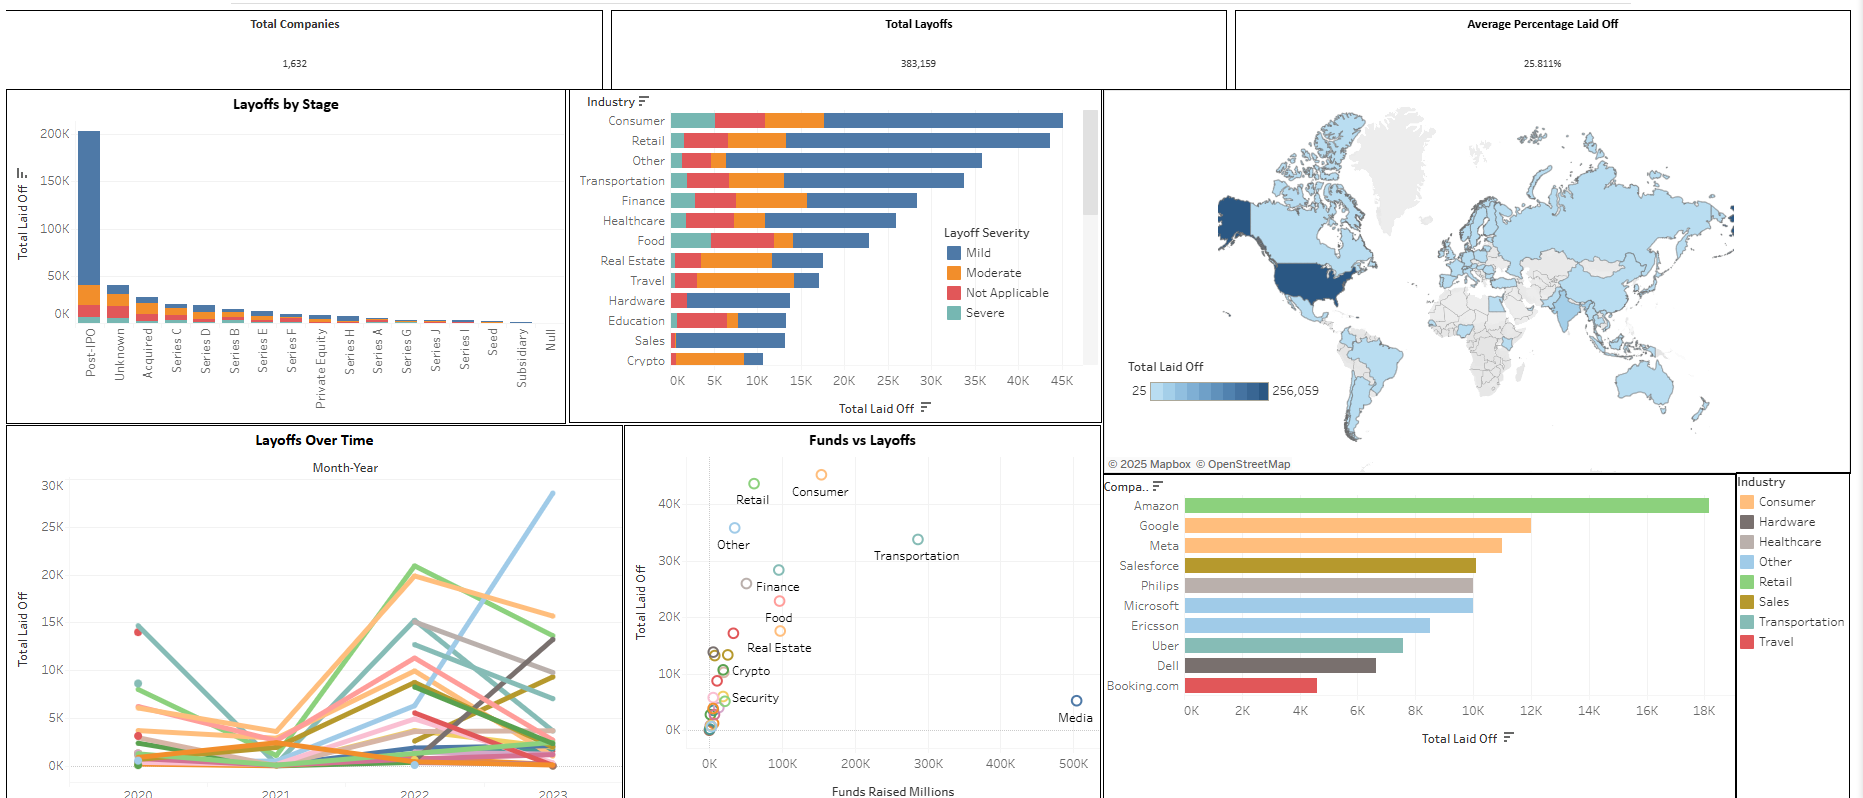 Total Companies
1,632
Total Layoffs
383,159
Average Percentage Laid Off
25.811%
Layoffs by Stage
Total Laid Off
200K
150K
100K
50K
0K
Post-IPO
Unknown
Acquired
Series C
Series D
Series B
Series E
Series F
Private Equity
Series H
Series A
Series G
Series J
Series I
Seed
Subsidiary
Null
Industry
Consumer
Retail
Other
Transportation
Finance
Healthcare
Food
Real Estate
Travel
Hardware
Education
Sales
Crypto
0K 5K 10K 15K 20K 25K 30K 35K 40K 45K
Total Laid Off
Layoff Severity
Mild
Moderate
Not Applicable
Severe
Total Laid Off
25 256,059
© 2025 Mapbox © OpenStreetMap
Layoffs Over Time
Month-Year
Total Laid Off
30K
25K
20K
15K
10K
5K
0K
2020 2021 2022 2023
Funds vs Layoffs
Total Laid Off
40K
30K
20K
10K
0K
Retail
Consumer
Other
Transportation
Finance
Food
Real Estate
Crypto
Security
Media
0K 100K 200K 300K 400K 500K
Funds Raised Millions
Compa..
Amazon
Google
Meta
Salesforce
Philips
Microsoft
Ericsson
Uber
Dell
Booking.com
0K 2K 4K 6K 8K 10K 12K 14K 16K 18K
Total Laid Off
Industry
Consumer
Hardware
Healthcare
Other
Retail
Sales
Transportation
Travel